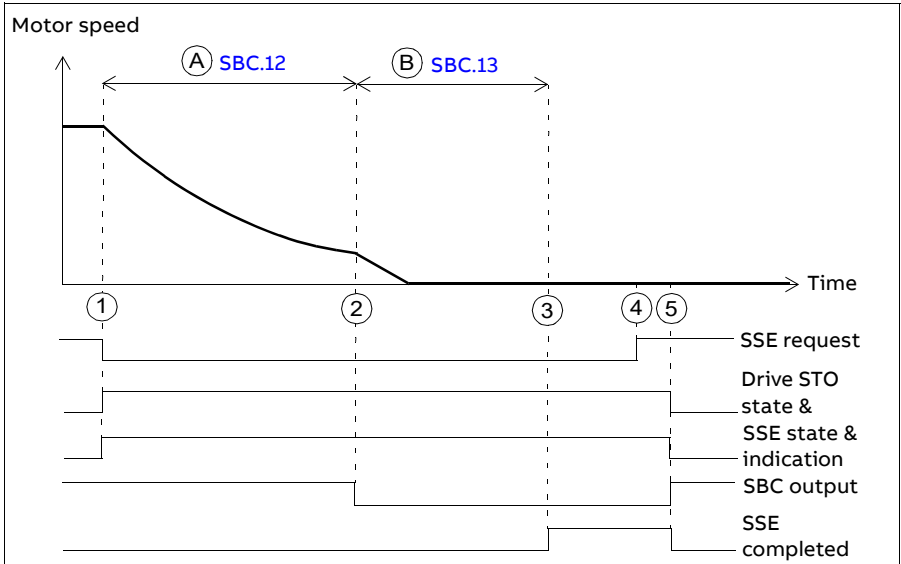 Motor speed
A SBC.12
B SBC.13
Time
1 2 3 4 5
SSE request
Drive STO
state &
SSE state &
indication
SBC output
SSE
completed